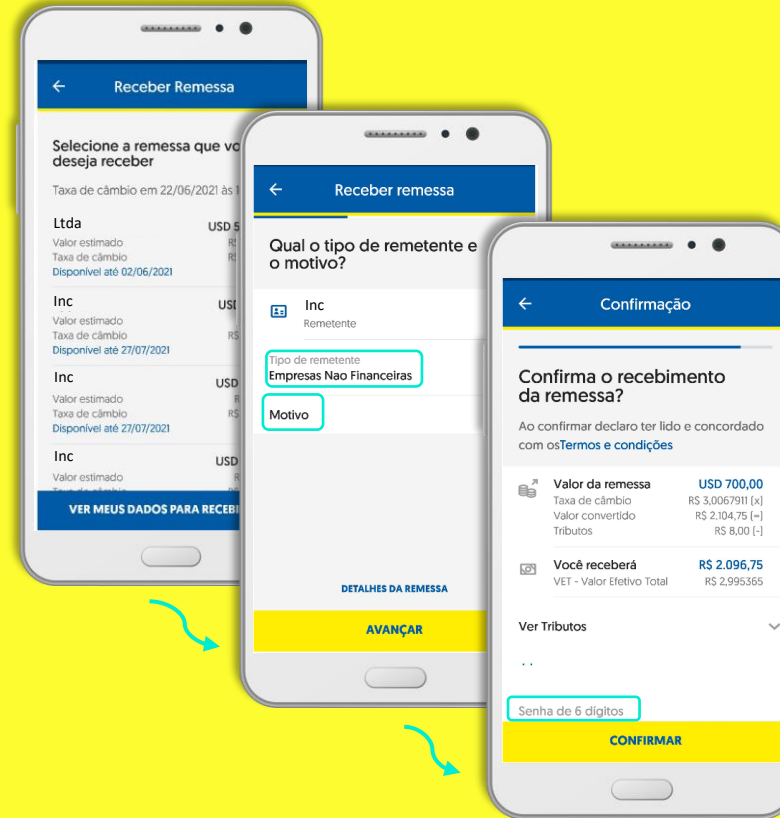 Receber Remessa
Selecione a remessa que vo
deseja receber
Taxa de câmbio em 22/06/2021 às 1
Ltda
USD 5
Valor estimado
R$
Taxa de câmbio
R$
Disponível até 02/06/2021
Inc
USD
Valor estimado
Taxa de câmbio
R$
Disponível até 27/07/2021
Inc
USD
Valor estimado
R
Taxa de câmbio
R$
Disponível até 27/07/2021
Inc
USD
Valor estimado
R
VER MEUS DADOS PARA RECEBE
Receber remessa
Qual o tipo de remetente e
o motivo?
Inc
Remetente
Tipo de remetente
Empresas Nao Financeiras
Motivo
DETALHES DA REMESSA
AVANÇAR
Confirmação
Confirma o recebimento
da remessa?
Ao confirmar declaro ter lido e concordado
com osTermos e condições
Valor da remessa USD 700,00
Taxa de câmbio R$ 3,0067911 (x)
Valor convertido R$ 2.104,75 (=)
Tributos R$ 8,00 (-)
Você receberá R$ 2.096,75
VET - Valor Efetivo Total R$ 2,995365
Ver Tributos
Senha de 6 dígitos
CONFIRMAR